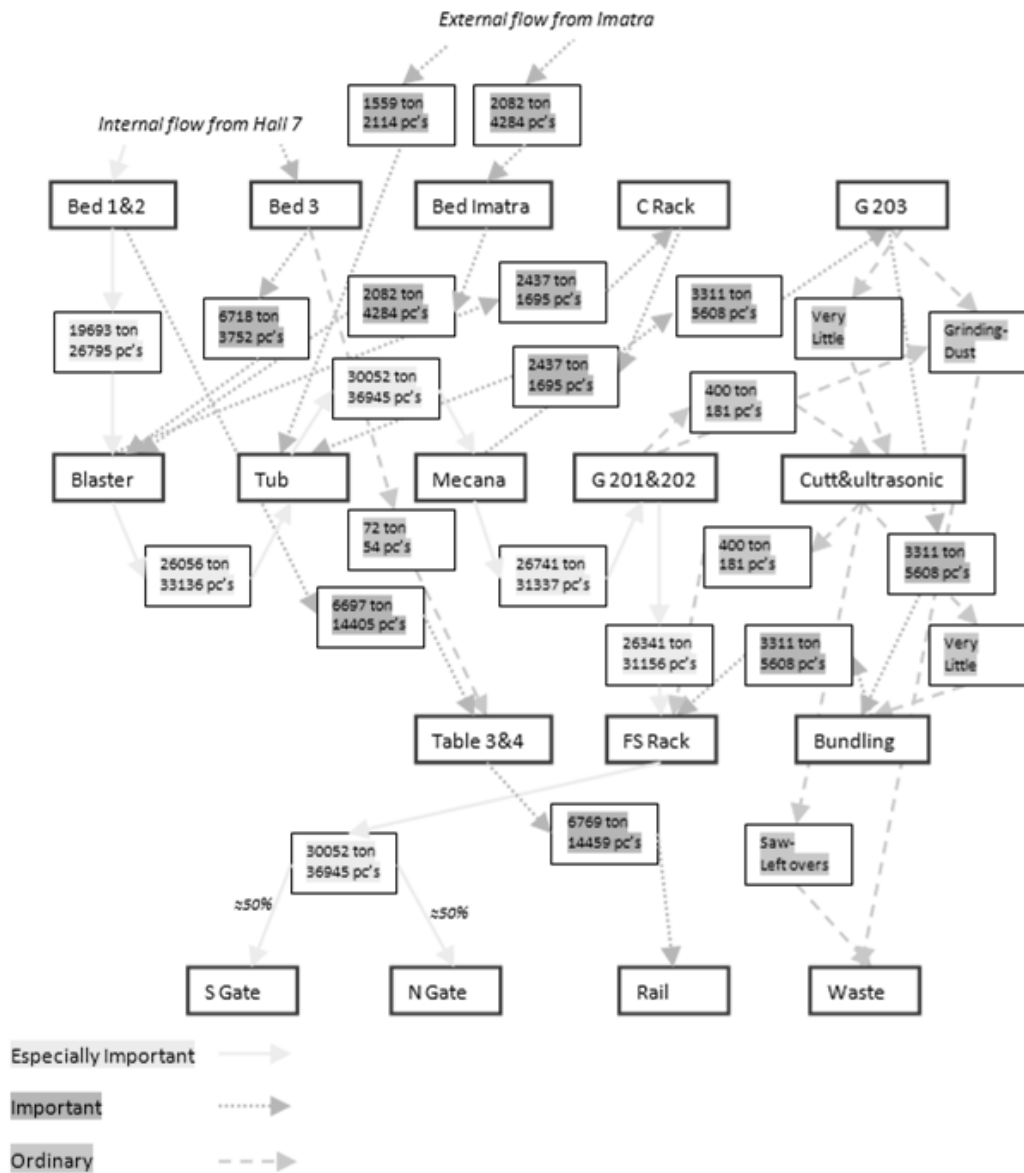 External flow from Imatra
1559 ton
2114 pc's
2082 ton
4284 pc's
Internal flow from Hall 7
Bed 1&2
Bed 3
Bed Imatra
C Rack
G 203
19693 ton
26795 pc's
6718 ton
3752 pc's
2082 ton
4284 pc's
2437 ton
1695 pc's
3311 ton
5608 pc's
Very
Little
Grinding-
Dust
30052 ton
36945 pc's
2437 ton
1695 pc's
400 ton
181 pc's
Blaster
Tub
Mecana
G 201&202
Cutt&ultrasonic
26056 ton
33136 pc's
72 ton
54 pc's
26741 ton
31337 pc's
400 ton
181 pc's
3311 ton
5608 pc's
6697 ton
14405 pc's
26341 ton
31156 pc's
3311 ton
5608 pc's
Very
Little
Table 3&4
FS Rack
Bundling
30052 ton
36945 pc's
6769 ton
14459 pc's
Saw-
Left overs
≈50%
≈50%
S Gate
N Gate
Rail
Waste
Especially Important
Important
Ordinary